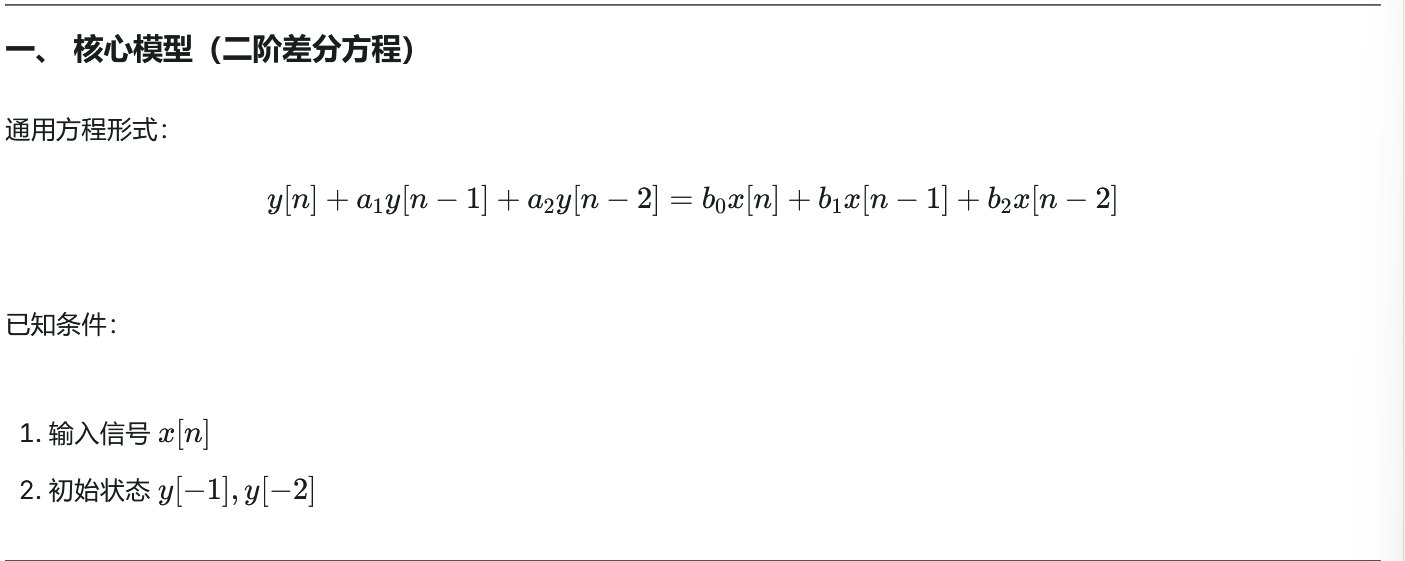 一、 核心模型（二阶差分方程）
通用方程形式：
y[n] + a₁y[n − 1] + a₂y[n − 2] = b₀x[n] + b₁x[n − 1] + b₂x[n − 2]
已知条件：
1. 输入信号 x[n]
2. 初始状态 y[−1], y[−2]